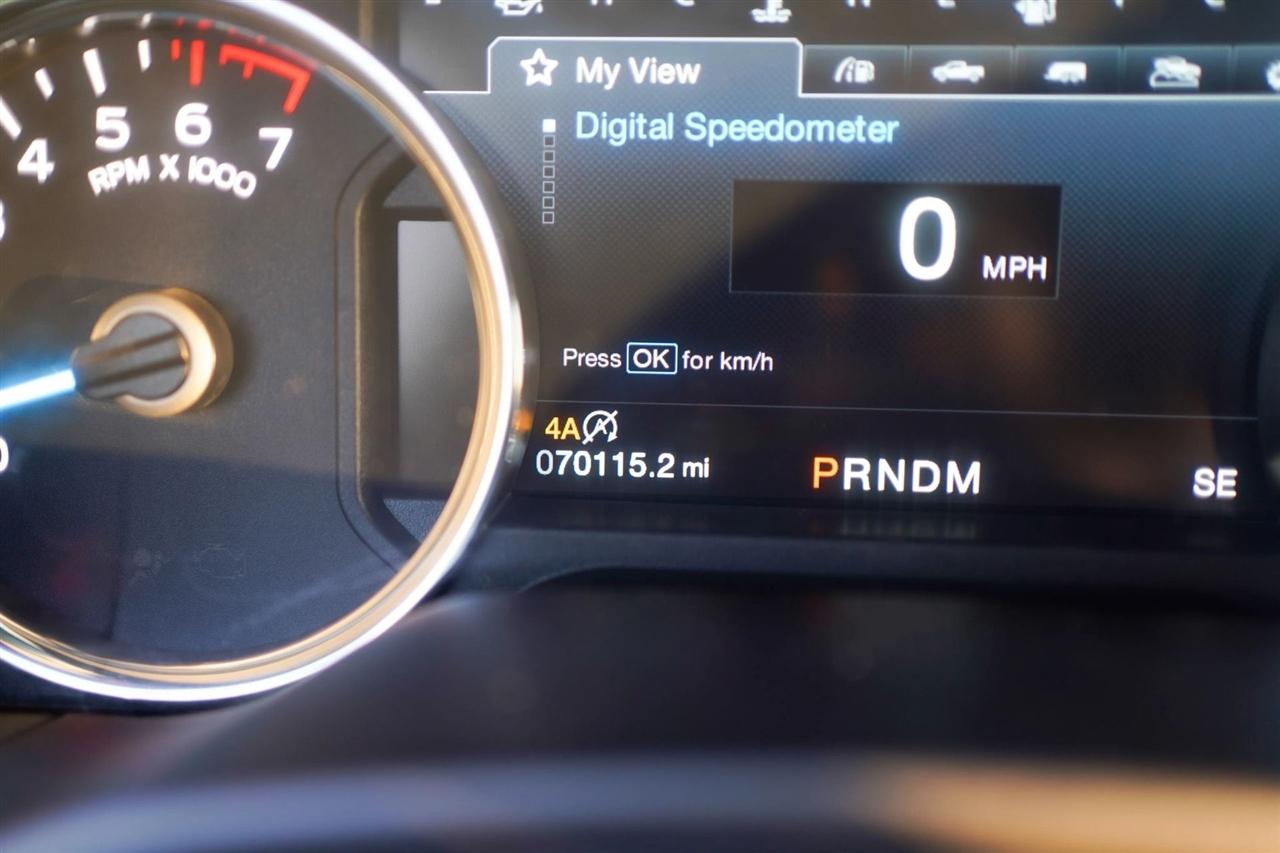 My View
Digital Speedometer
4 5 6 7
RPM X 1000
0 MPH
Press OK for km/h
4A
070115.2 mi
PRNDM
SE
0